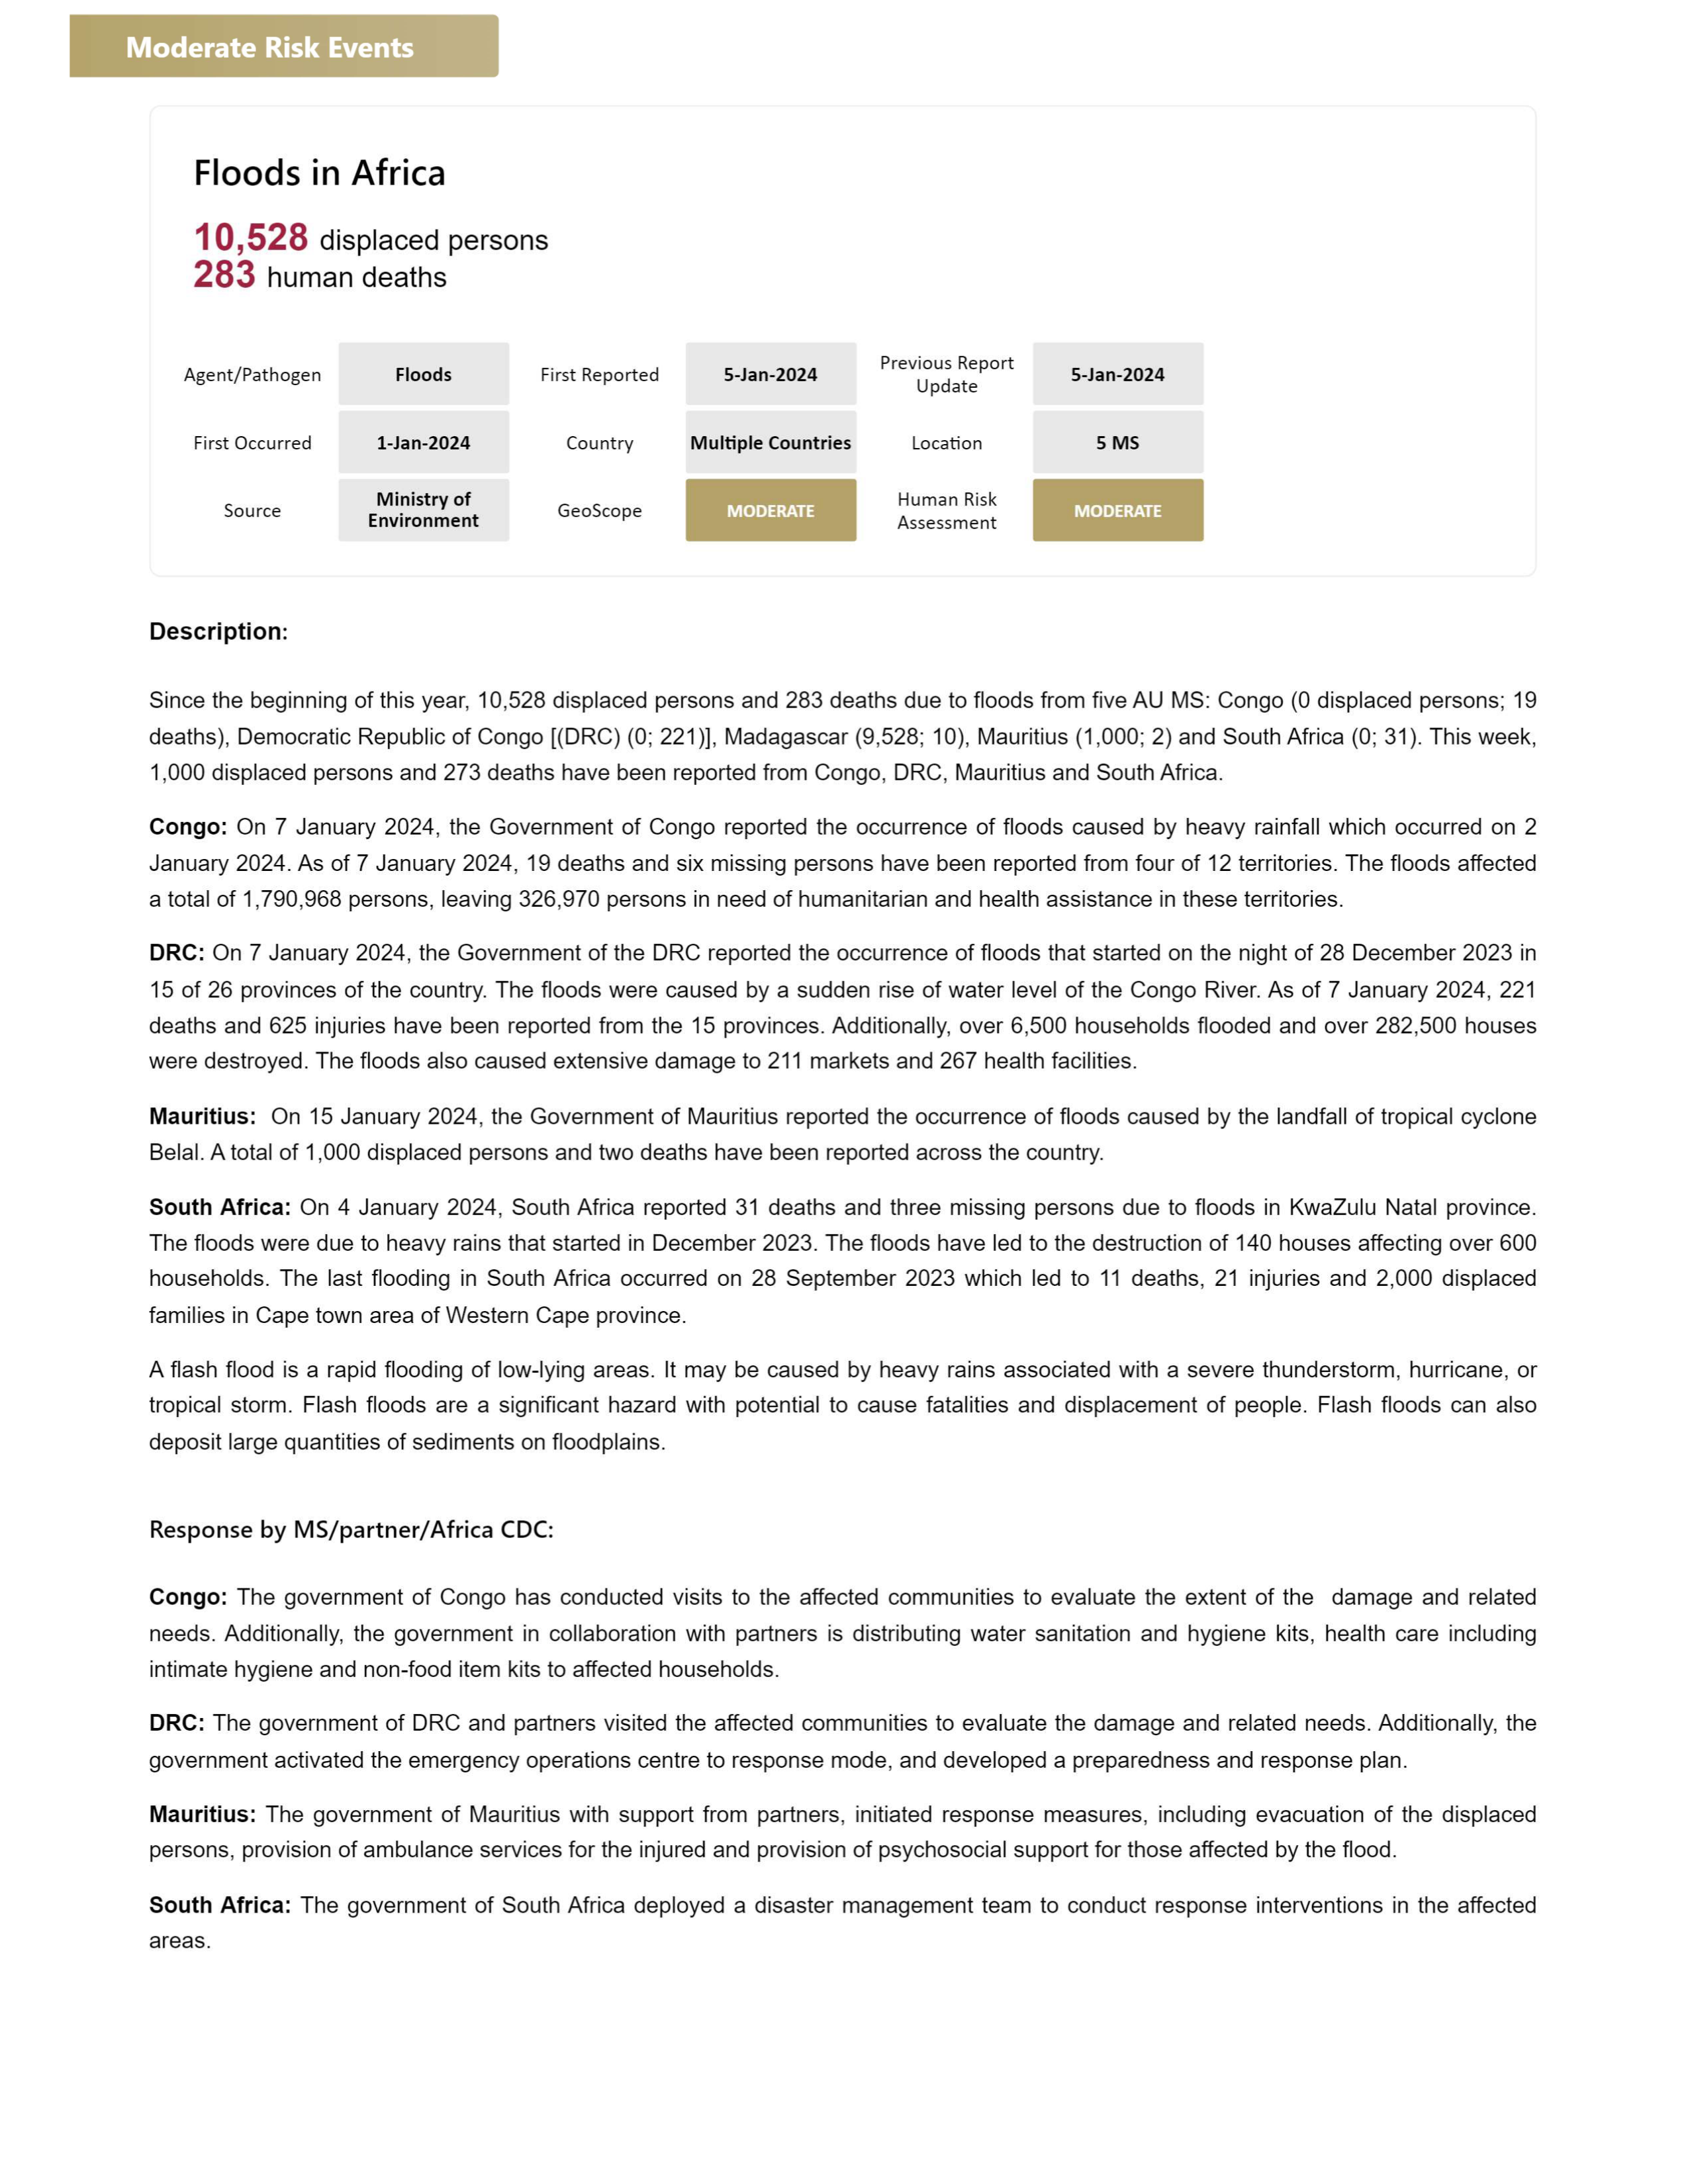 Moderate Risk Events
Floods in Africa
10,528 displaced persons
283 human deaths
Agent/Pathogen
Floods
First Reported
5-Jan-2024
Previous Report
Update
5-Jan-2024
First Occurred
1-Jan-2024
Country
Multiple Countries
Location
5 MS
Source
Ministry of
Environment
GeoScope
MODERATE
Human Risk
Assessment
MODERATE
Description:
Since the beginning of this year, 10,528 displaced persons and 283 deaths due to floods from five AU MS: Congo (0 displaced persons; 19
deaths), Democratic Republic of Congo [(DRC) (0; 221)], Madagascar (9,528; 10), Mauritius (1,000; 2) and South Africa (0; 31). This week,
1,000 displaced persons and 273 deaths have been reported from Congo, DRC, Mauritius and South Africa.
Congo: On 7 January 2024, the Government of Congo reported the occurrence of floods caused by heavy rainfall which occurred on 2
January 2024. As of 7 January 2024, 19 deaths and six missing persons have been reported from four of 12 territories. The floods affected
a total of 1,790,968 persons, leaving 326,970 persons in need of humanitarian and health assistance in these territories.
DRC: On 7 January 2024, the Government of the DRC reported the occurrence of floods that started on the night of 28 December 2023 in
15 of 26 provinces of the country. The floods were caused by a sudden rise of water level of the Congo River. As of 7 January 2024, 221
deaths and 625 injuries have been reported from the 15 provinces. Additionally, over 6,500 households flooded and over 282,500 houses
were destroyed. The floods also caused extensive damage to 211 markets and 267 health facilities.
Mauritius: On 15 January 2024, the Government of Mauritius reported the occurrence of floods caused by the landfall of tropical cyclone
Belal. A total of 1,000 displaced persons and two deaths have been reported across the country.
South Africa: On 4 January 2024, South Africa reported 31 deaths and three missing persons due to floods in KwaZulu Natal province.
The floods were due to heavy rains that started in December 2023. The floods have led to the destruction of 140 houses affecting over 600
households. The last flooding in South Africa occurred on 28 September 2023 which led to 11 deaths, 21 injuries and 2,000 displaced
families in Cape town area of Western Cape province.
A flash flood is a rapid flooding of low-lying areas. It may be caused by heavy rains associated with a severe thunderstorm, hurricane, or
tropical storm. Flash floods are a significant hazard with potential to cause fatalities and displacement of people. Flash floods can also
deposit large quantities of sediments on floodplains.
Response by MS/partner/Africa CDC:
Congo: The government of Congo has conducted visits to the affected communities to evaluate the extent of the damage and related
needs. Additionally, the government in collaboration with partners is distributing water sanitation and hygiene kits, health care including
intimate hygiene and non-food item kits to affected households.
DRC: The government of DRC and partners visited the affected communities to evaluate the damage and related needs. Additionally, the
government activated the emergency operations centre to response mode, and developed a preparedness and response plan.
Mauritius: The government of Mauritius with support from partners, initiated response measures, including evacuation of the displaced
persons, provision of ambulance services for the injured and provision of psychosocial support for those affected by the flood.
South Africa: The government of South Africa deployed a disaster management team to conduct response interventions in the affected
areas.